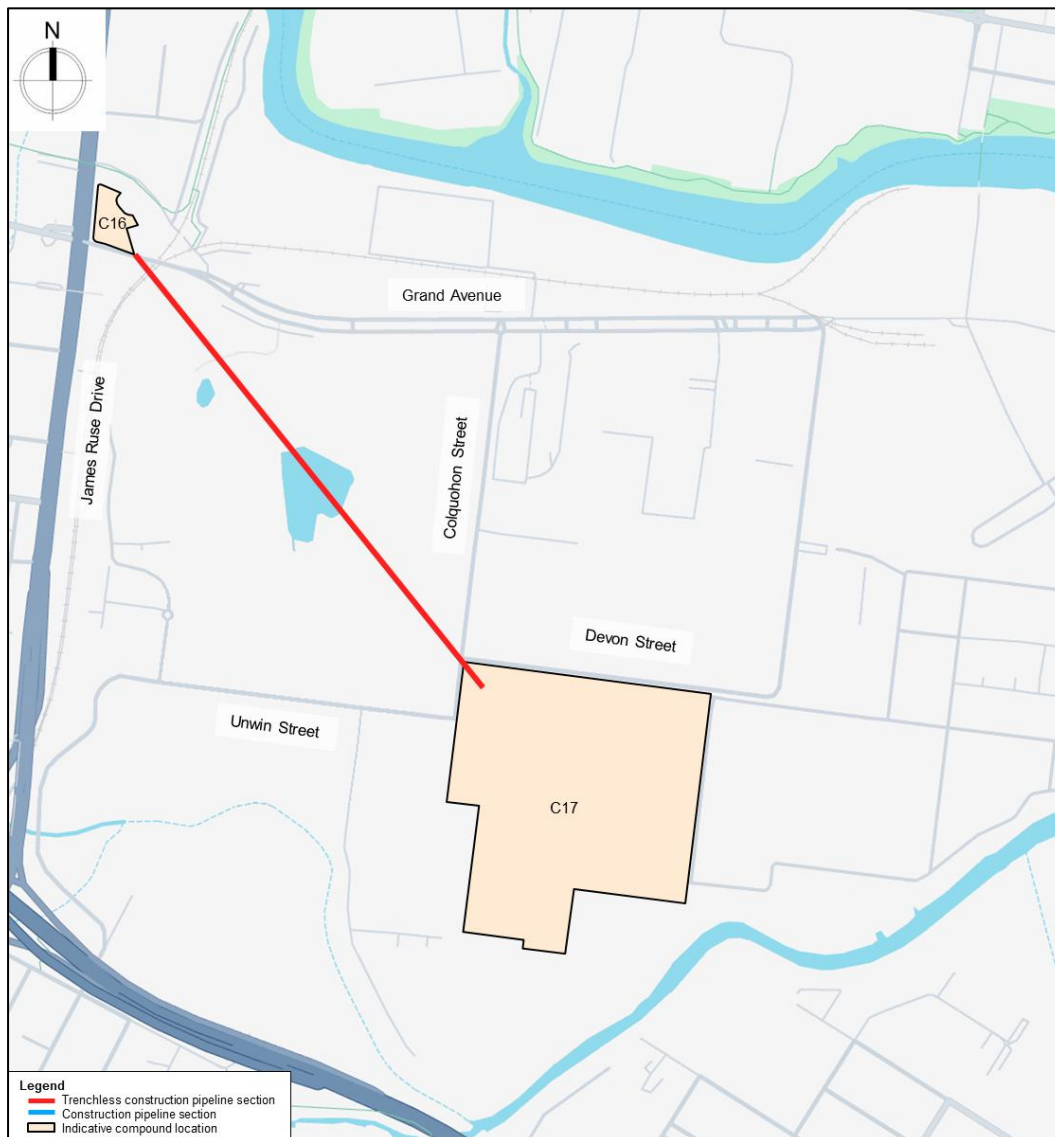 N
C16
Grand Avenue
James Ruse Drive
Colquohon Street
Devon Street
Unwin Street
C17
Legend
Trenchless construction pipeline section
Construction pipeline section
Indicative compound location